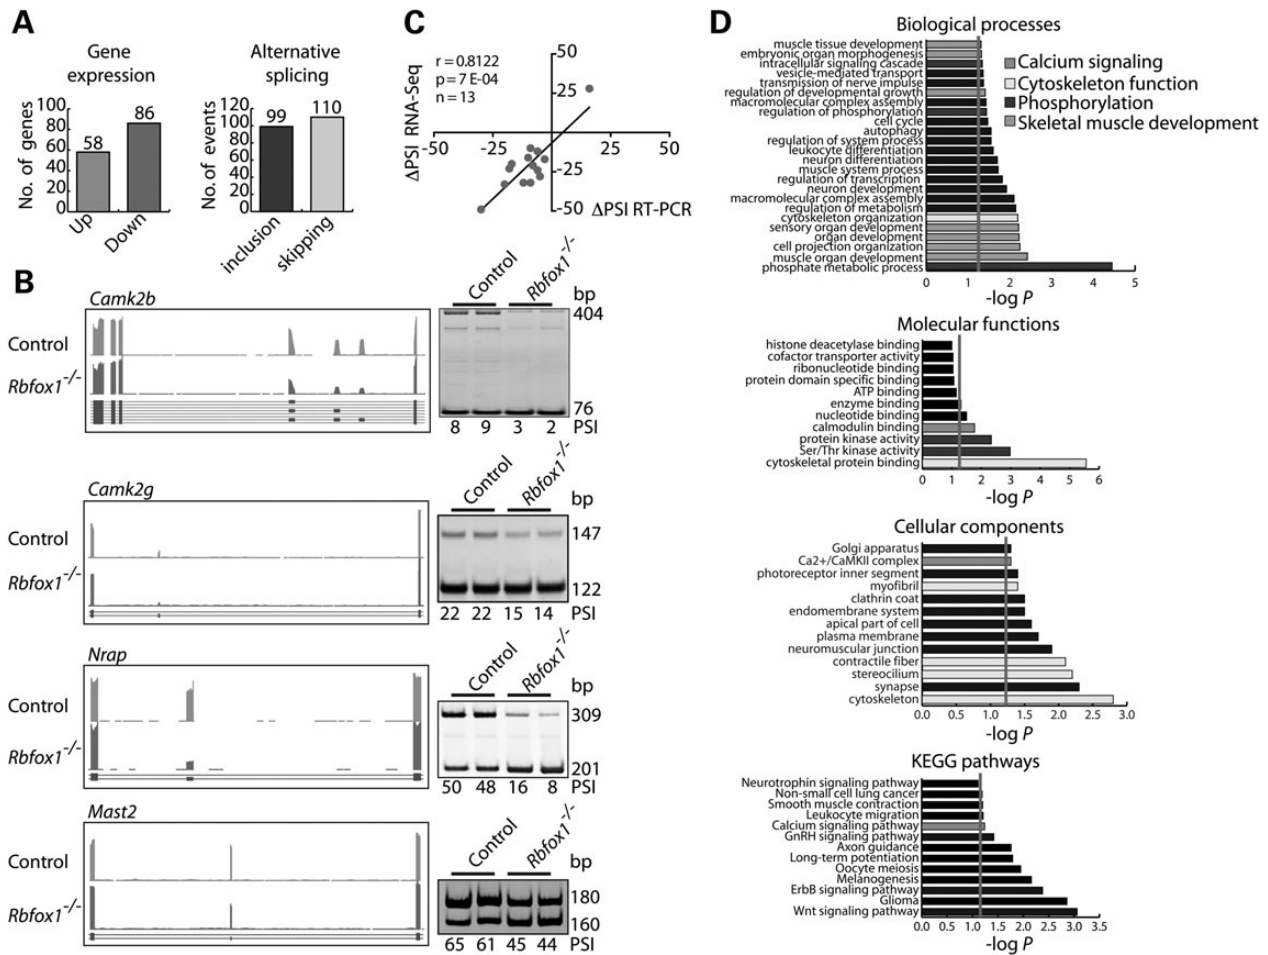 A
Gene
expression
No. of genes
100
80
60
40
20
0
58
86
Up
Down
Alternative
splicing
No. of events
120
100
80
60
40
20
0
99
110
inclusion
skipping
B
Camk2b
Control
Rbfox1-/-
Control
Rbfox1-/-
bp
404
76
8 9 3 2 PSI
Camk2g
Control
Rbfox1-/-
Control
Rbfox1-/-
bp
147
122
22 22 15 14 PSI
Nrap
Control
Rbfox1-/-
Control
Rbfox1-/-
bp
309
201
50 48 16 8 PSI
Mast2
Control
Rbfox1-/-
Control
Rbfox1-/-
bp
180
160
65 61 45 44 PSI
C
r = 0.8122
p = 7 E-04
n = 13
ΔPSI RNA-Seq
50
25
-50 -25 25 50
-25
-50 ΔPSI RT-PCR
D
Biological processes
muscle tissue development
embryonic organ morphogenesis
intracellular signaling cascade
vesicle-mediated transport
transmission of nerve impulse
regulation of developmental growth
macromolecular complex assembly
regulation of phosphorylation
cell cycle
autophagy
regulation of system process
leukocyte differentiation
neuron differentiation
muscle system process
regulation of transcription
neuron development
macromolecular complex assembly
regulation of metabolism
cytoskeleton organization
sensory organ development
organ development
cell projection organization
muscle organ development
phosphate metabolic process
0 1 2 3 4 5
-log P
Calcium signaling
Cytoskeleton function
Phosphorylation
Skeletal muscle development
Molecular functions
histone deacetylase binding
cofactor transporter activity
ribonucleotide binding
protein domain specific binding
ATP binding
enzyme binding
nucleotide binding
calmodulin binding
protein kinase activity
Ser/Thr kinase activity
cytoskeletal protein binding
0 1 2 3 4 5 6
-log P
Cellular components
Golgi apparatus
Ca2+/CaMKII complex
photoreceptor inner segment
myofibril
clathrin coat
endomembrane system
apical part of cell
plasma membrane
neuromuscular junction
contractile fiber
stereocilium
synapse
cytoskeleton
0.0 0.5 1.0 1.5 2.0 2.5 3.0
-log P
KEGG pathways
Neurotrophin signaling pathway
Non-small cell lung cancer
Smooth muscle contraction
Leukocyte migration
Calcium signaling pathway
GnRH signaling pathway
Axon guidance
Long-term potentiation
Oocyte meiosis
Melanogenesis
ErbB signaling pathway
Glioma
Wnt signaling pathway
0.0 0.5 1.0 1.5 2.0 2.5 3.0 3.5
-log P